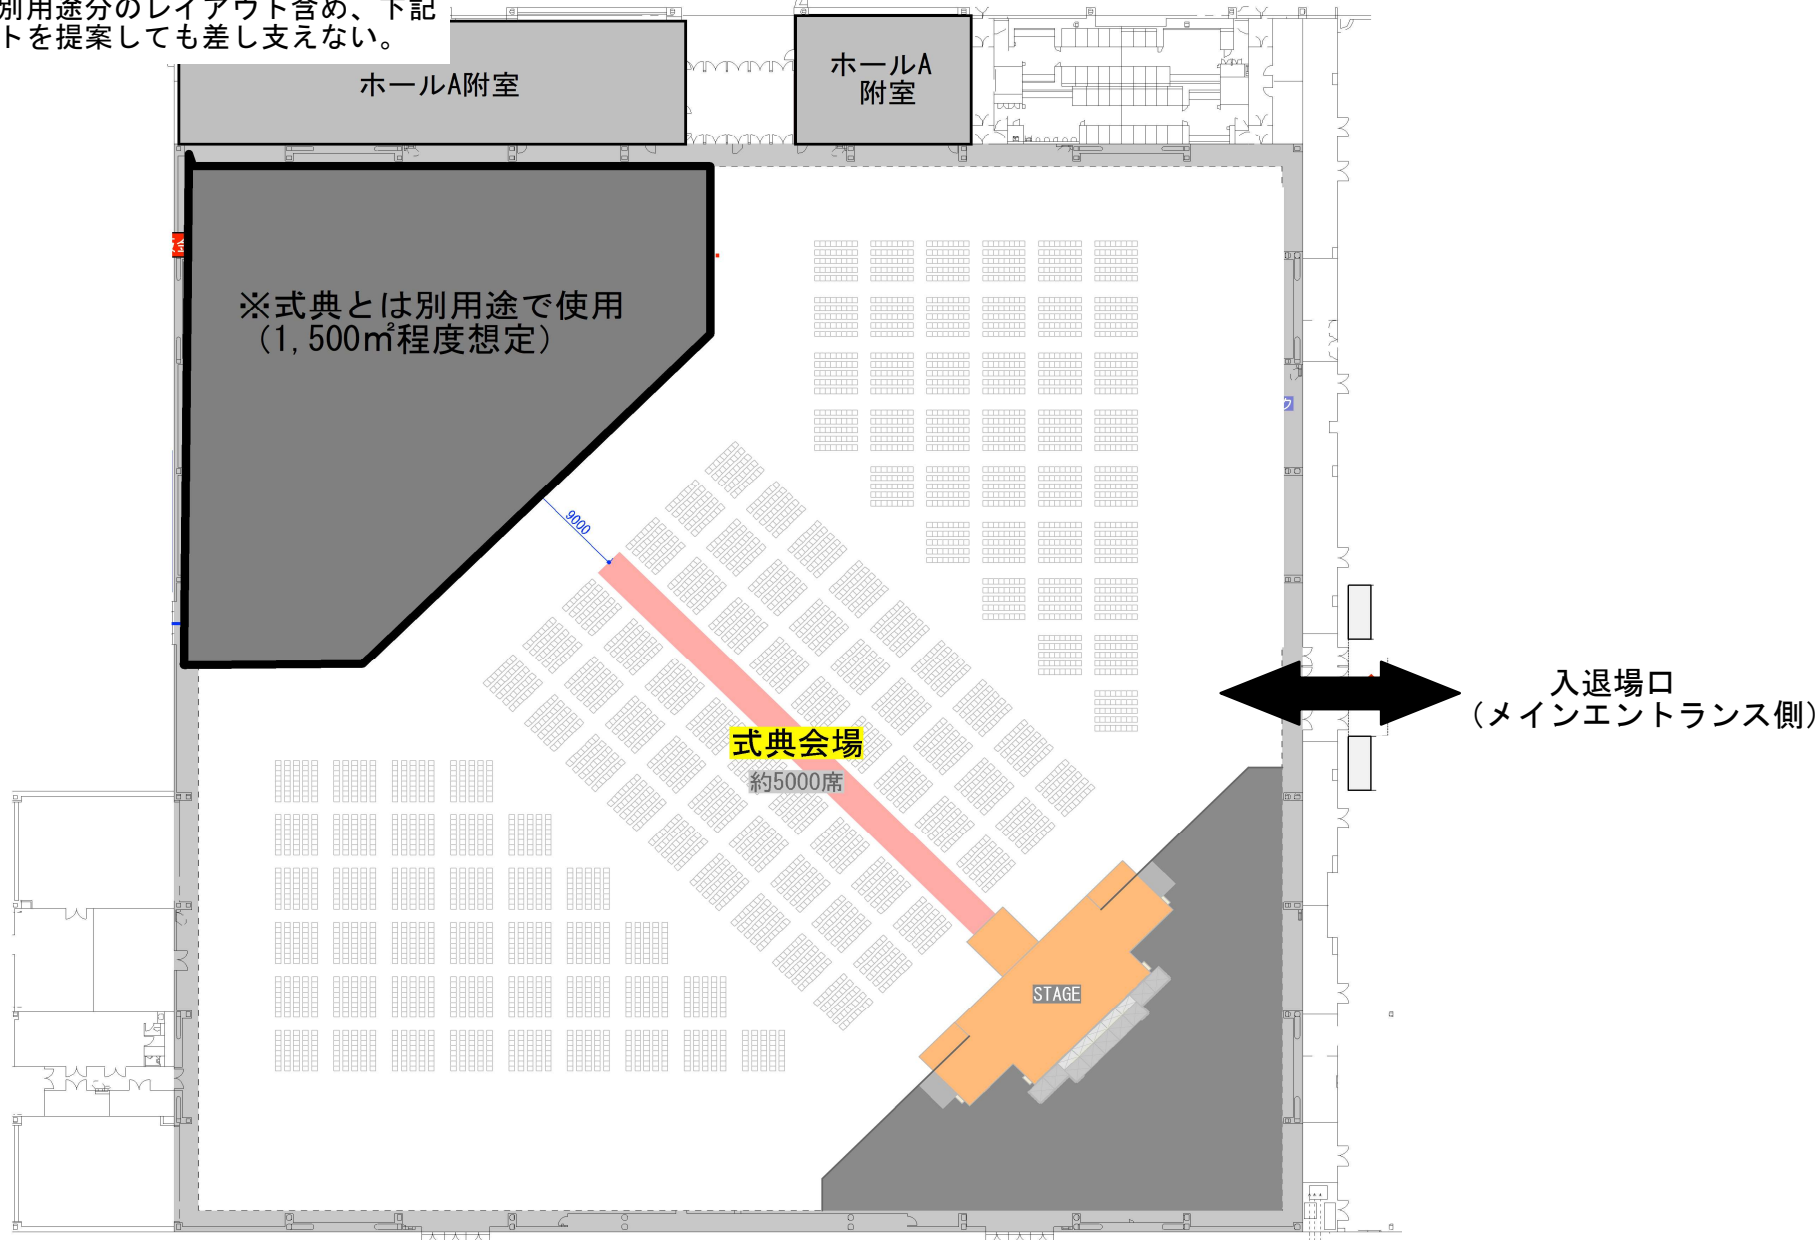 別用途分のレイアウト含め、下記
トを提案しても差し支えない。
ホールA附室
ホールA
附室
※式典とは別用途で使用
（1,500㎡程度想定）
9000
式典会場
約5000席
STAGE
入退場口
（メインエントランス側）